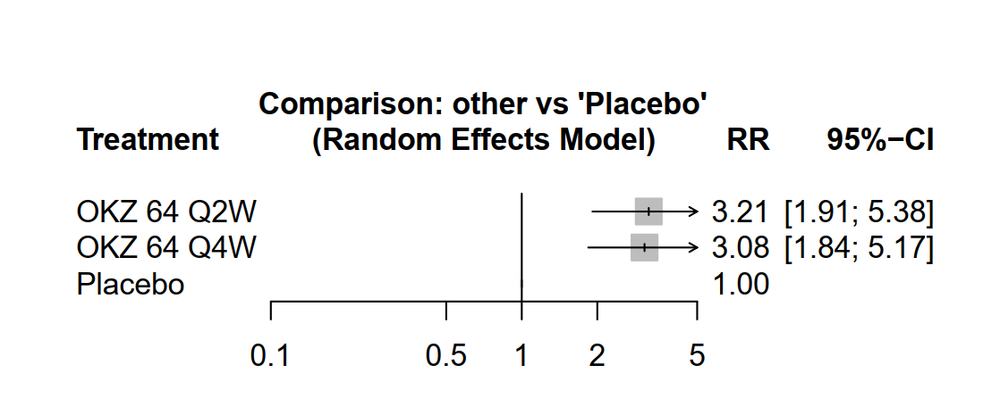 Comparison: other vs 'Placebo'
Treatment (Random Effects Model) RR 95%−CI
OKZ 64 Q2W 3.21 [1.91; 5.38]
OKZ 64 Q4W 3.08 [1.84; 5.17]
Placebo 1.00
0.1 0.5 1 2 5